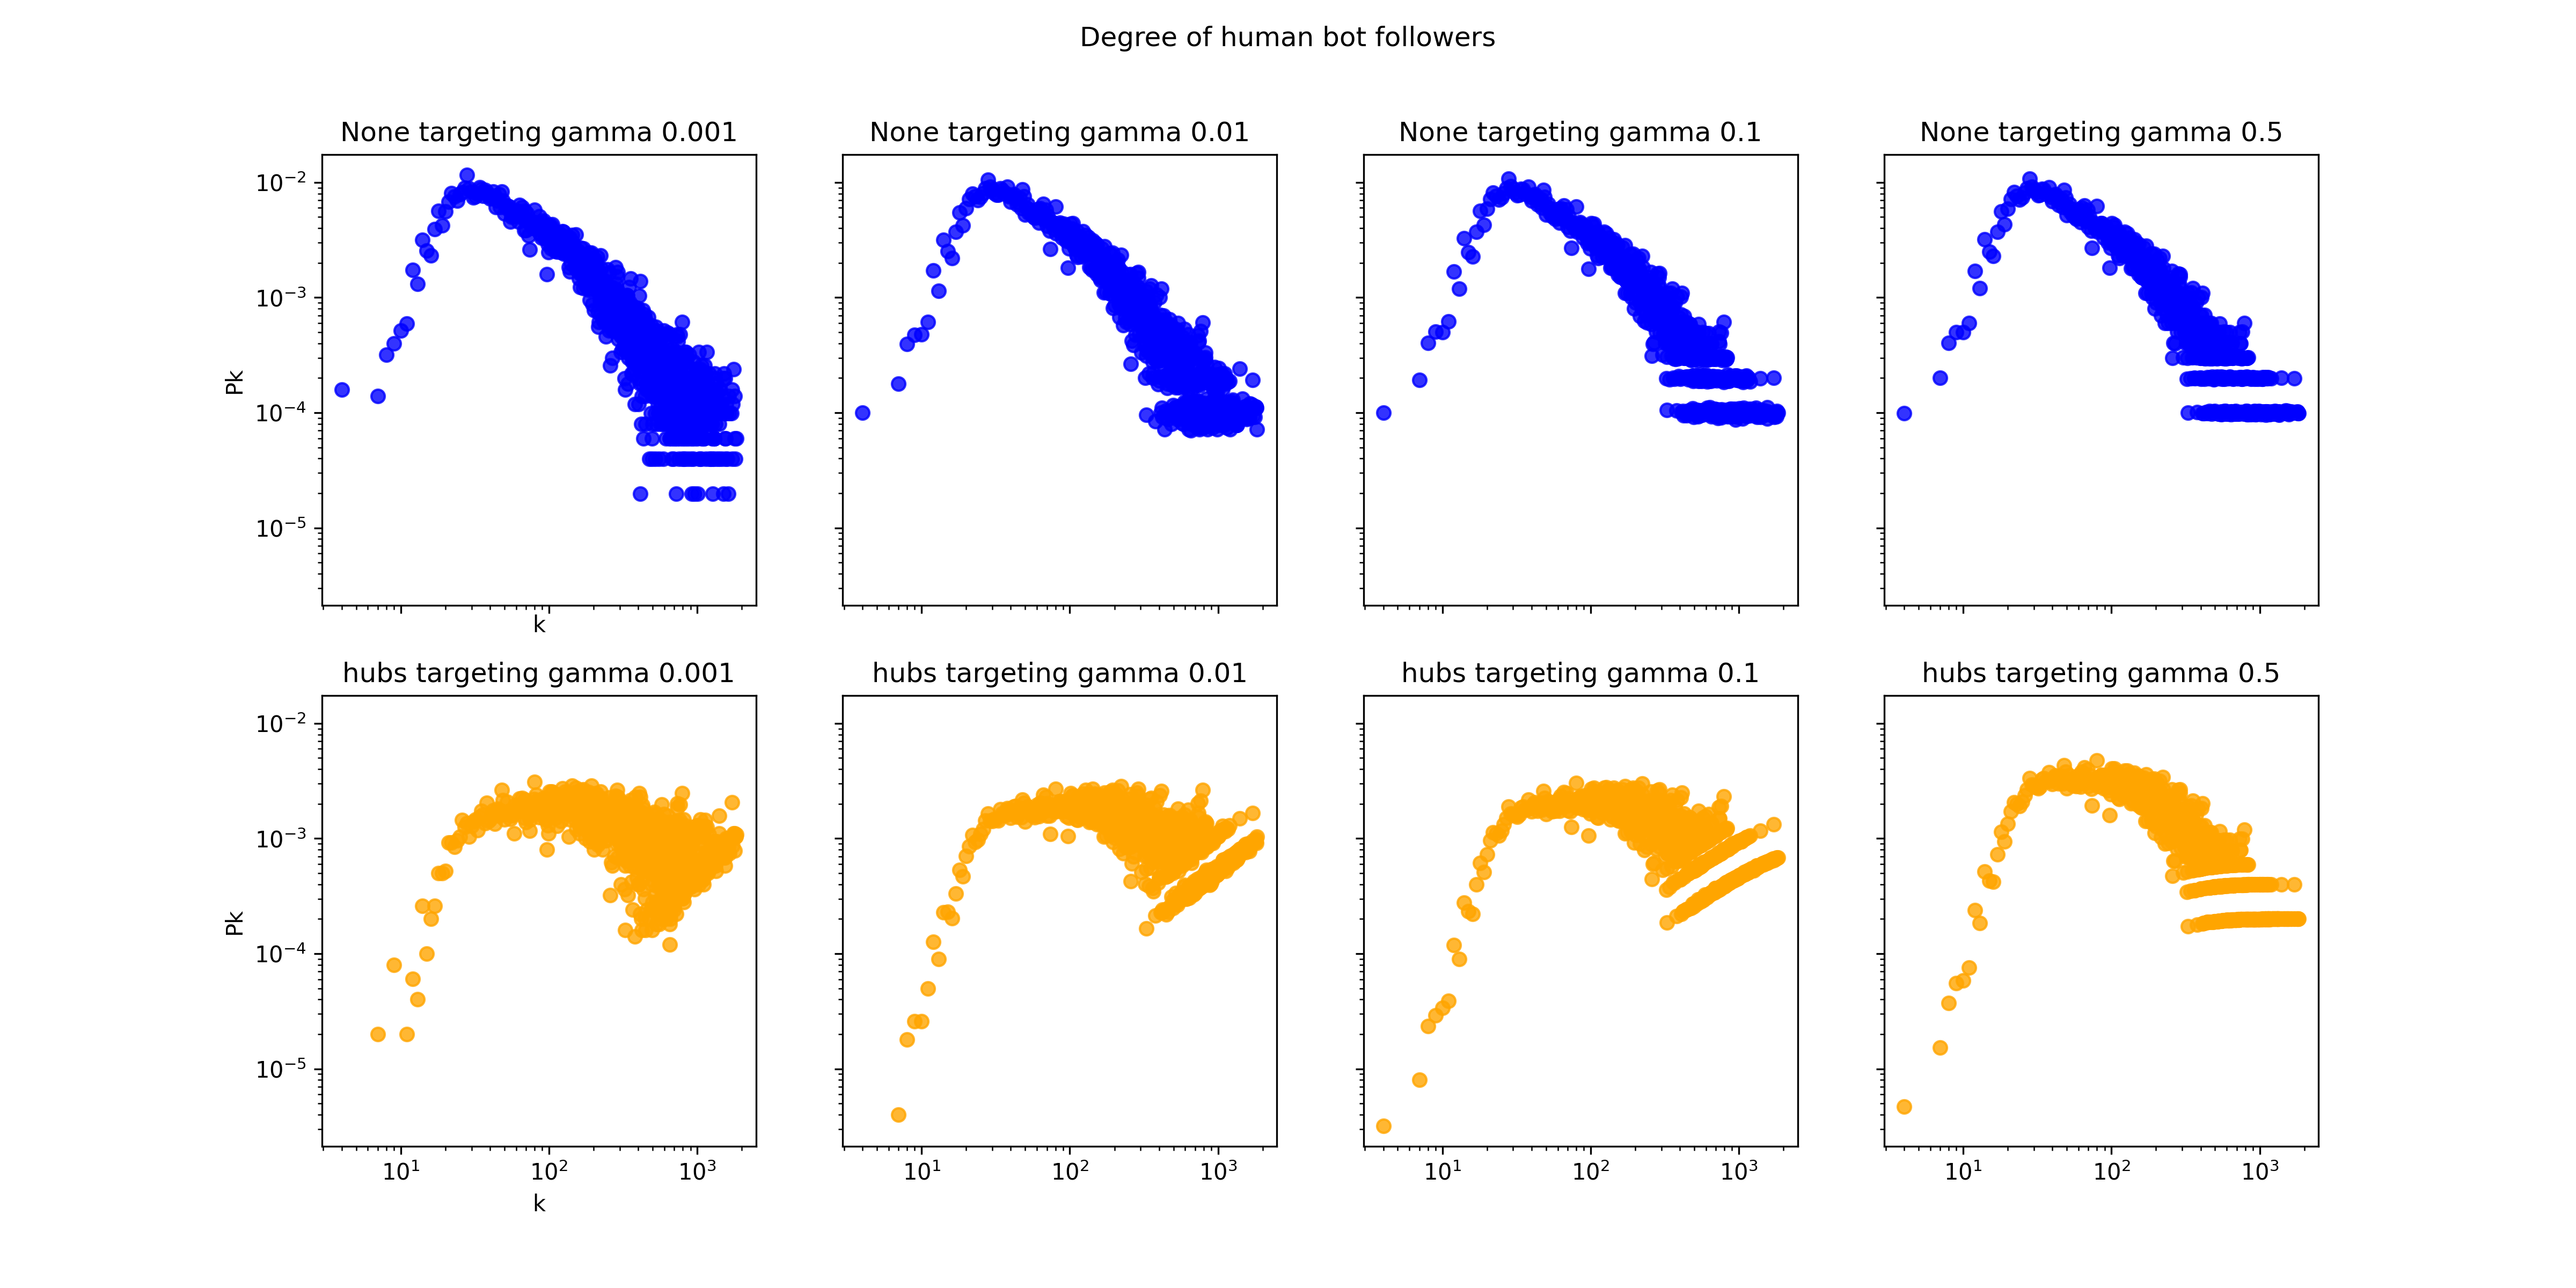 Degree of human bot followers
None targeting gamma 0.001
None targeting gamma 0.01
None targeting gamma 0.1
None targeting gamma 0.5
10⁻²
10⁻³
10⁻⁴
10⁻⁵
Pk
k
hubs targeting gamma 0.001
hubs targeting gamma 0.01
hubs targeting gamma 0.1
hubs targeting gamma 0.5
10⁻²
10⁻³
10⁻⁴
10⁻⁵
Pk
10¹ 10² 10³
10¹ 10² 10³
10¹ 10² 10³
10¹ 10² 10³
k